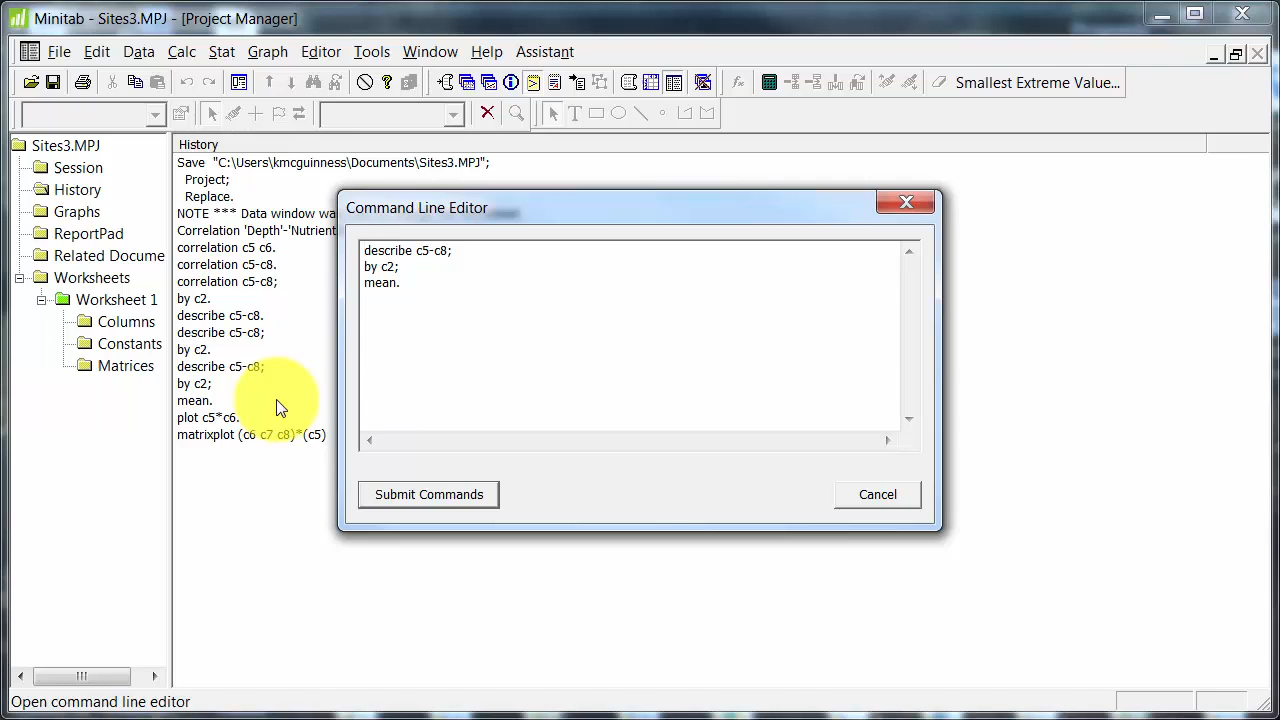 Minitab - Sites3.MPJ - [Project Manager]
File Edit Data Calc Stat Graph Editor Tools Window Help Assistant
Smallest Extreme Value...
Sites3.MPJ
Session
History
Graphs
ReportPad
Related Docume
Worksheets
Worksheet 1
Columns
Constants
Matrices
History
Save "C:\Users\kmcguinness\Documents\Sites3.MPJ";
Project;
Replace.
NOTE *** Data window wa
Correlation 'Depth'-'Nutrient
correlation c5 c6.
correlation c5-c8.
correlation c5-c8;
by c2.
describe c5-c8.
describe c5-c8;
by c2.
describe c5-c8;
by c2;
mean.
plot c5*c6.
matrixplot (c6 c7 c8)*(c5)
Command Line Editor
describe c5-c8;
by c2;
mean.
Submit Commands
Cancel
Open command line editor